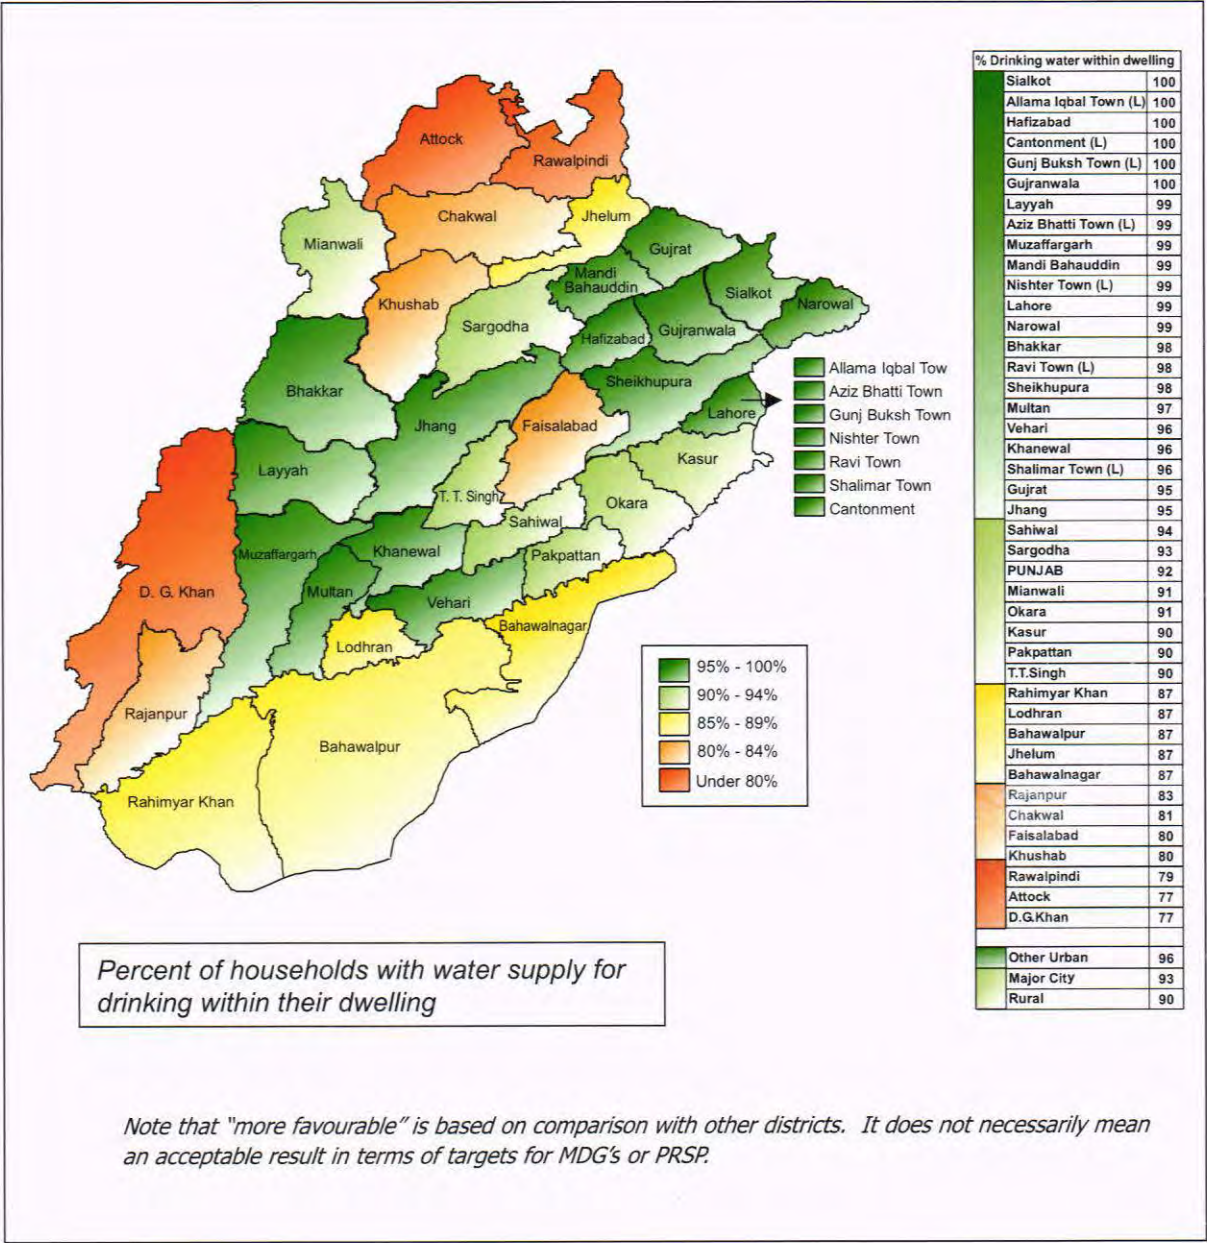 Attock
Rawalpindi
Chakwal
Jhelum
Mianwali
Gujrat
Mandi
Bahauddin
Sialkot
Khushab
Narowal
Sargodha
Gujranwala
Hafizabad
Sheikhupura
Bhakkar
Lahore
Jhang
Faisalabad
Kasur
Layyah
T. T. Singh
Okara
Sahiwal
Muzaffargarh
Khanewal
Pakpattan
D. G. Khan
Multan
Vehari
Bahawalnagar
Lodhran
Rajanpur
Bahawalpur
Rahimyar Khan
Allama Iqbal Tow
Aziz Bhatti Town
Gunj Buksh Town
Nishter Town
Ravi Town
Shalimar Town
Cantonment
95% - 100%
90% - 94%
85% - 89%
80% - 84%
Under 80%
% Drinking water within dwelling
Sialkot 100
Allama Iqbal Town (L) 100
Hafizabad 100
Cantonment (L) 100
Gunj Buksh Town (L) 100
Gujranwala 100
Layyah 99
Aziz Bhatti Town (L) 99
Muzaffargarh 99
Mandi Bahauddin 99
Nishter Town (L) 99
Lahore 99
Narowal 99
Bhakkar 98
Ravi Town (L) 98
Sheikhupura 98
Multan 97
Vehari 96
Khanewal 96
Shalimar Town (L) 96
Gujrat 95
Jhang 95
Sahiwal 94
Sargodha 93
PUNJAB 92
Mianwali 91
Okara 91
Kasur 90
Pakpattan 90
T.T.Singh 90
Rahimyar Khan 87
Lodhran 87
Bahawalpur 87
Jhelum 87
Bahawalnagar 87
Rajanpur 83
Chakwal 81
Faisalabad 80
Khushab 80
Rawalpindi 79
Attock 77
D.G.Khan 77
Other Urban 96
Major City 93
Rural 90
Percent of households with water supply for
drinking within their dwelling
Note that "more favourable" is based on comparison with other districts. It does not necessarily mean
an acceptable result in terms of targets for MDG's or PRSP.